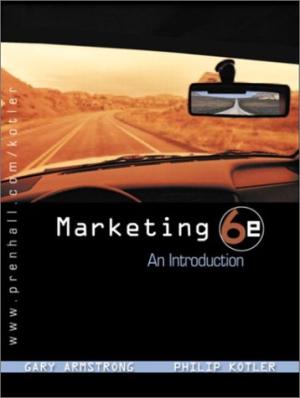 www.prenhall.com/kotler
Marketing 6e
An Introduction
GARY ARMSTRONG PHILIP KOTLER